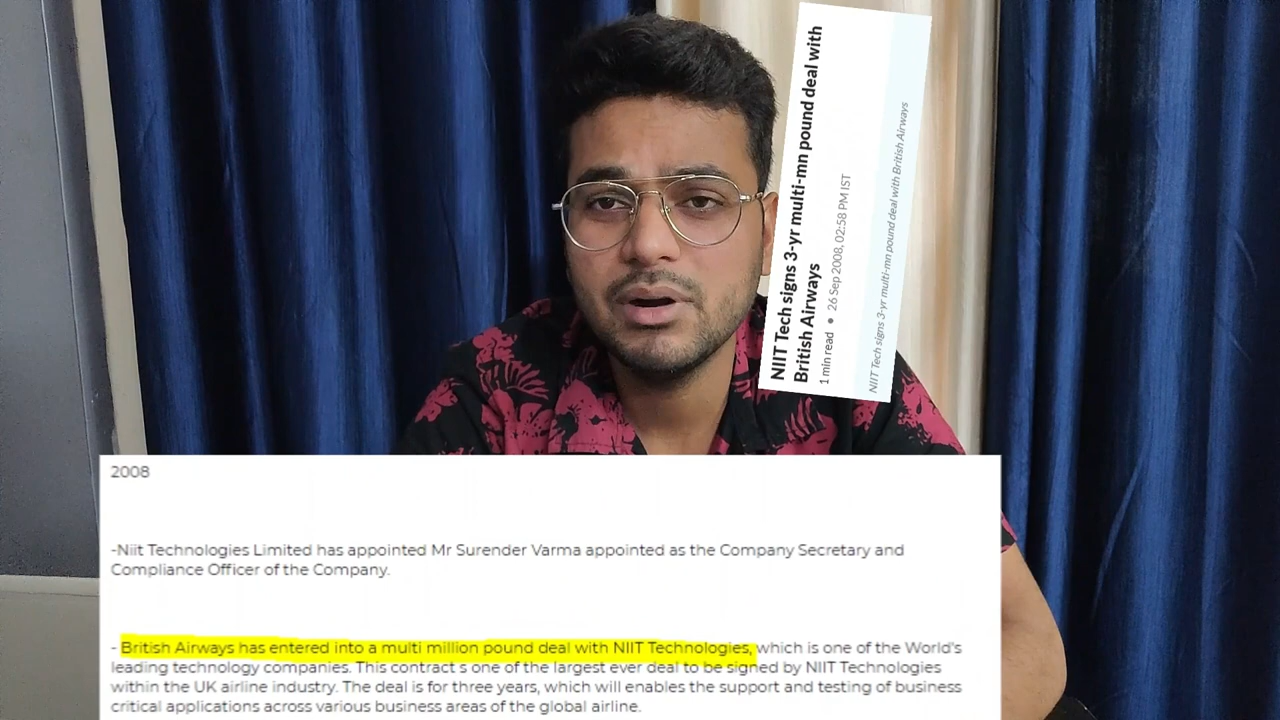 NIIT Tech signs 3-yr multi-mn pound deal with
British Airways
1 min read • 26 Sep 2008, 02:58 PM IST
NIIT Tech signs 3-yr multi-mn pound deal with British Airways
2008
-Niit Technologies Limited has appointed Mr Surender Varma appointed as the Company Secretary and
Compliance Officer of the Company.
- British Airways has entered into a multi million pound deal with NIIT Technologies, which is one of the World's
leading technology companies. This contract s one of the largest ever deal to be signed by NIIT Technologies
within the UK airline industry. The deal is for three years, which will enables the support and testing of business
critical applications across various business areas of the global airline.